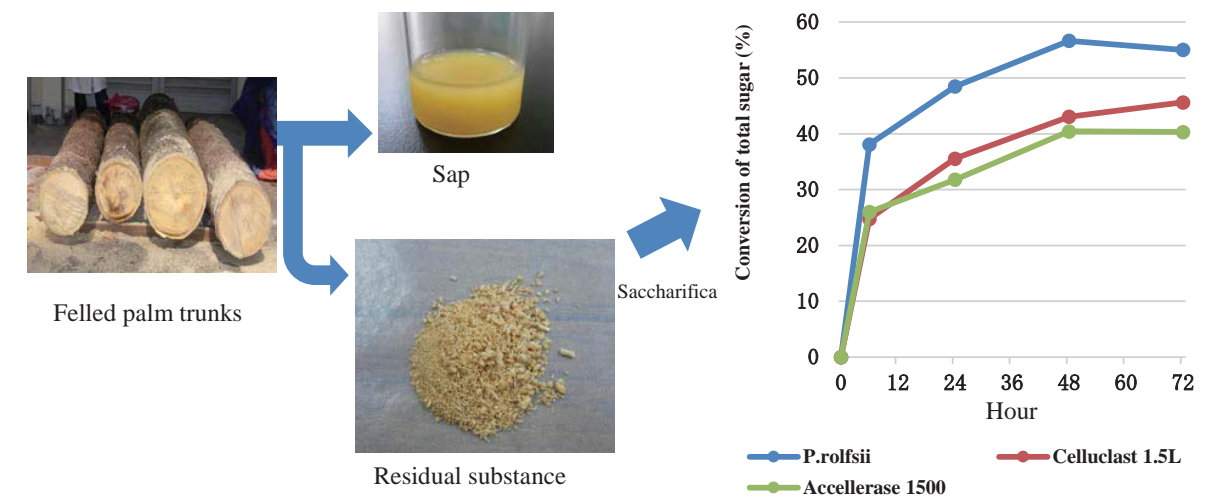 Felled palm trunks
Sap
Residual substance
Saccharifica
Conversion of total sugar (%)
60
50
40
30
20
10
0
0 12 24 36 48 60 72
Hour
P.rolfsii
Celluclast 1.5L
Accellerase 1500